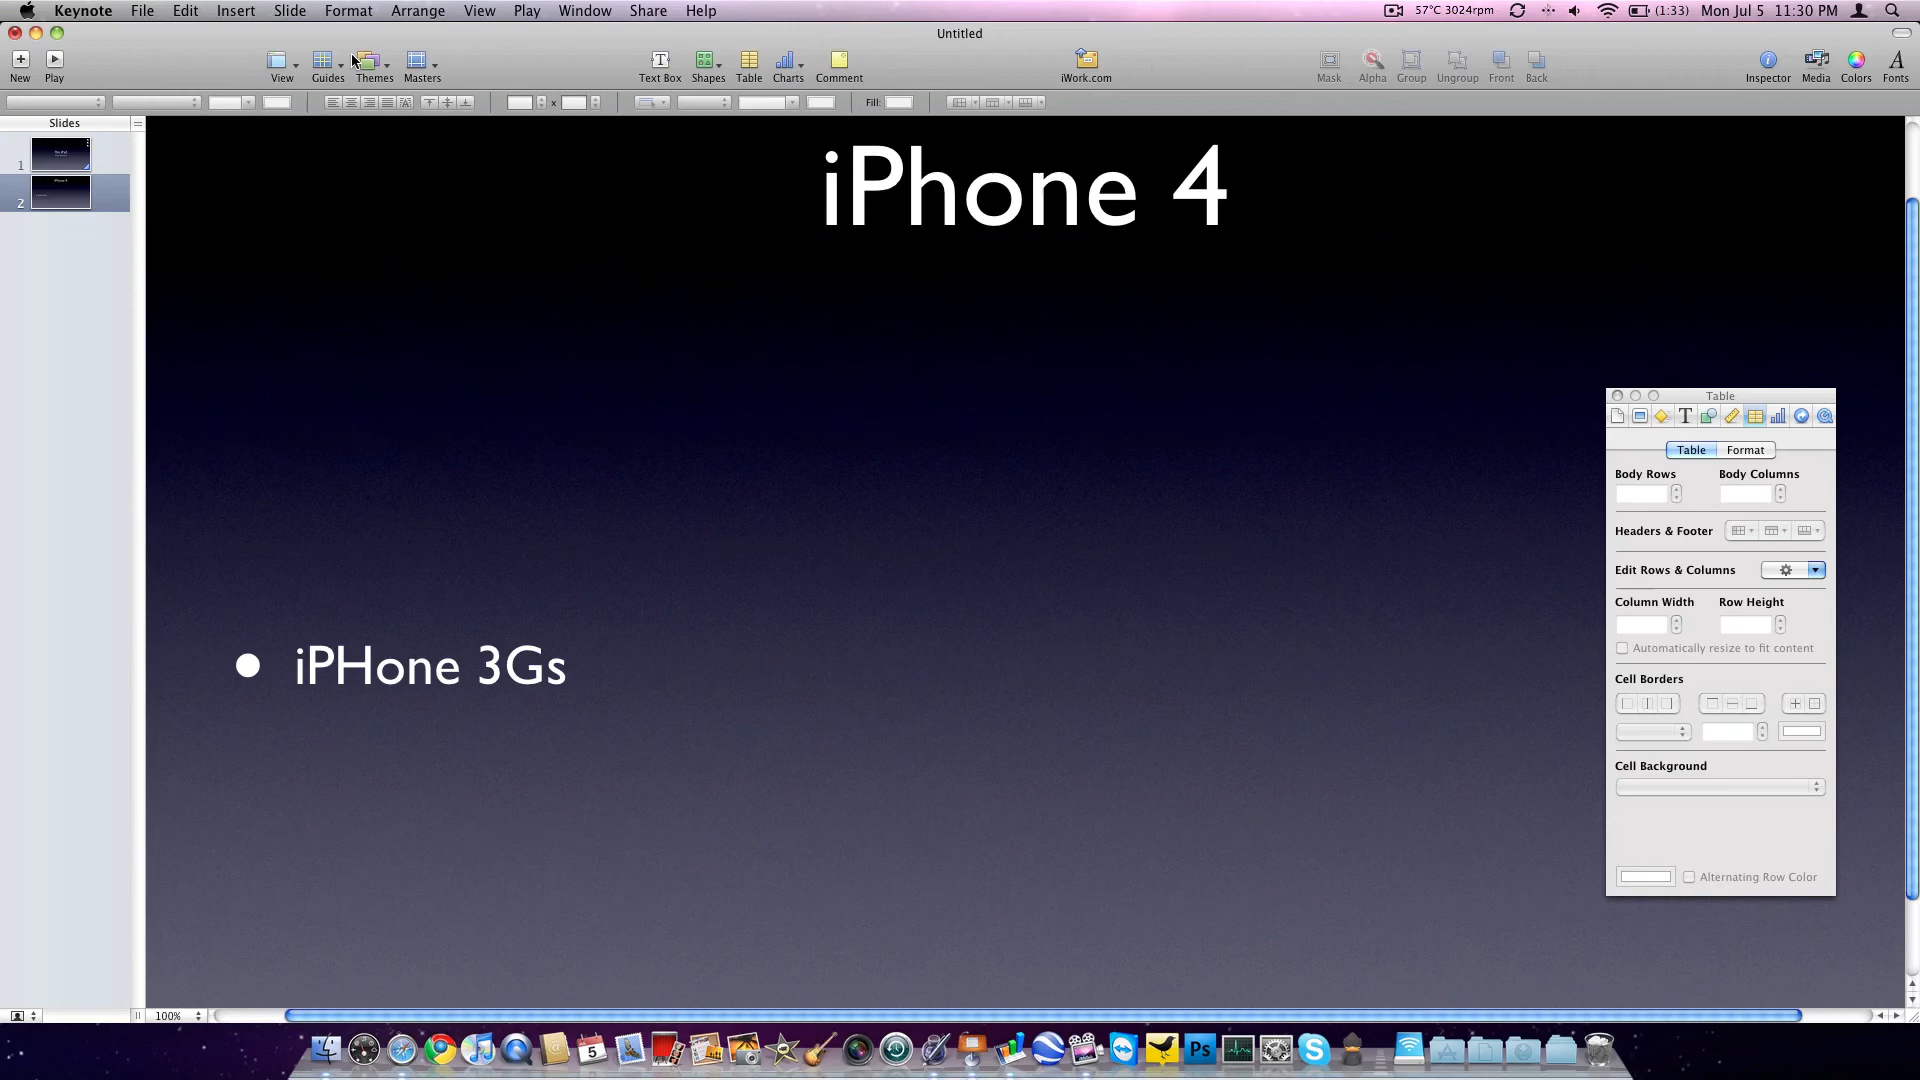 Keynote File Edit Insert Slide Format Arrange View Play Window Share Help 57°C 3024rpm (1:33) Mon Jul 5 11:30 PM
Untitled
New Play View Guides Themes Masters Text Box Shapes Table Charts Comment iWork.com Mask Alpha Group Ungroup Front Back Inspector Media Colors Fonts
x Fill:
Slides
1
2
iPhone 4
• iPHone 3Gs
Table
Table Format
Body Rows Body Columns
Headers & Footer
Edit Rows & Columns
Column Width Row Height
Automatically resize to fit content
Cell Borders
Cell Background
Alternating Row Color
100%
5
Ps